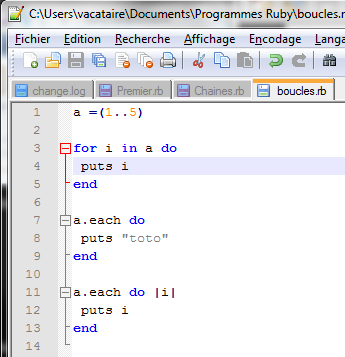 C:\Users\vacataire\Documents\Programmes Ruby\boucles.r
Fichier Edition Recherche Affichage Encodage Langa
change.log Premier.rb Chaines.rb boucles.rb
1 a =(1..5)
2
3 for i in a do
4 puts i
5 end
6
7 a.each do
8 puts "toto"
9 end
10
11 a.each do |i|
12 puts i
13 end
14